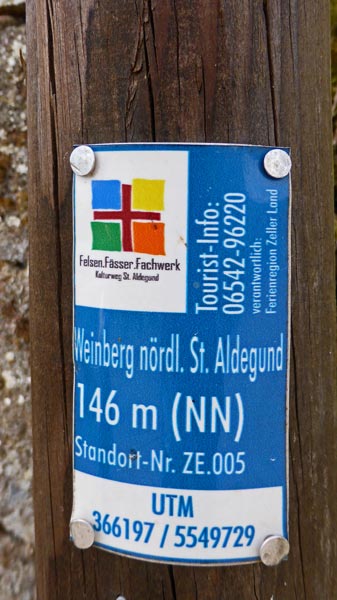 Felsen.Fässer.Fachwerk
Kulturweg St. Aldegund
Tourist-Info:
06542-96220
verantwortlich:
Ferienregion Zeller Land
Weinberg nördl. St. Aldegund
146 m (NN)
Standort-Nr. ZE.005
UTM
366197 / 5549729